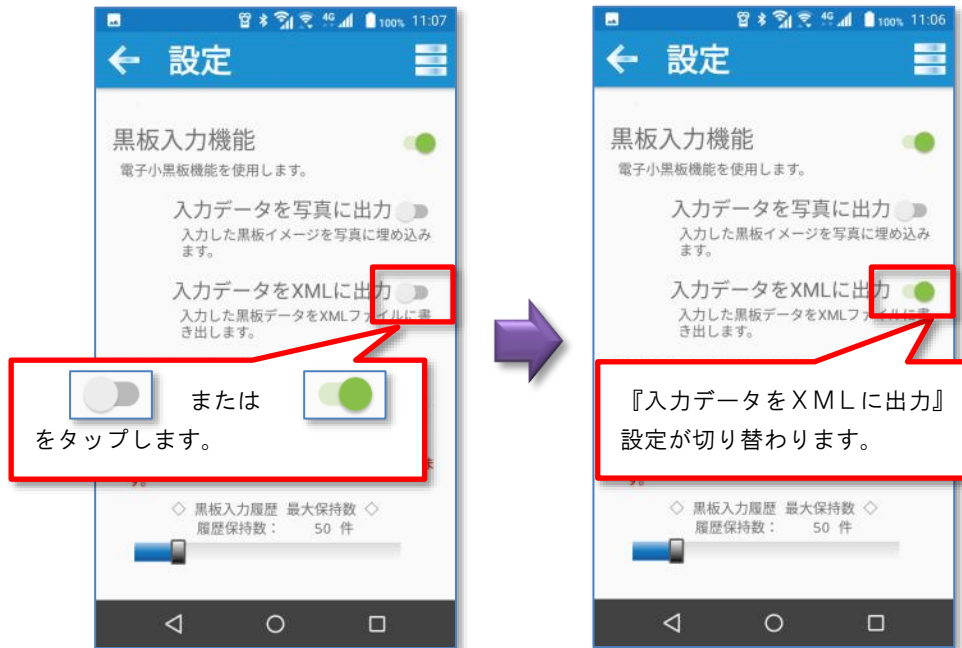 100% 11:07
設定
黒板入力機能
電子小黒板機能を使用します。
入力データを写真に出力
入力した黒板イメージを写真に埋め込み
ます。
入力データをXMLに出力
入力した黒板データをXMLファイルに書
き出します。
または
をタップします。
◇ 黒板入力履歴 最大保持数 ◇
履歴保持数: 50 件
4G 100% 11:06
設定
黒板入力機能
電子小黒板機能を使用します。
入力データを写真に出力
入力した黒板イメージを写真に埋め込み
ます。
入力データをXMLに出力
入力した黒板データをXMLファイルに書
き出します。
『入力データをXMLに出力』
設定が切り替わります。
◇ 黒板入力履歴 最大保持数 ◇
履歴保持数: 50 件